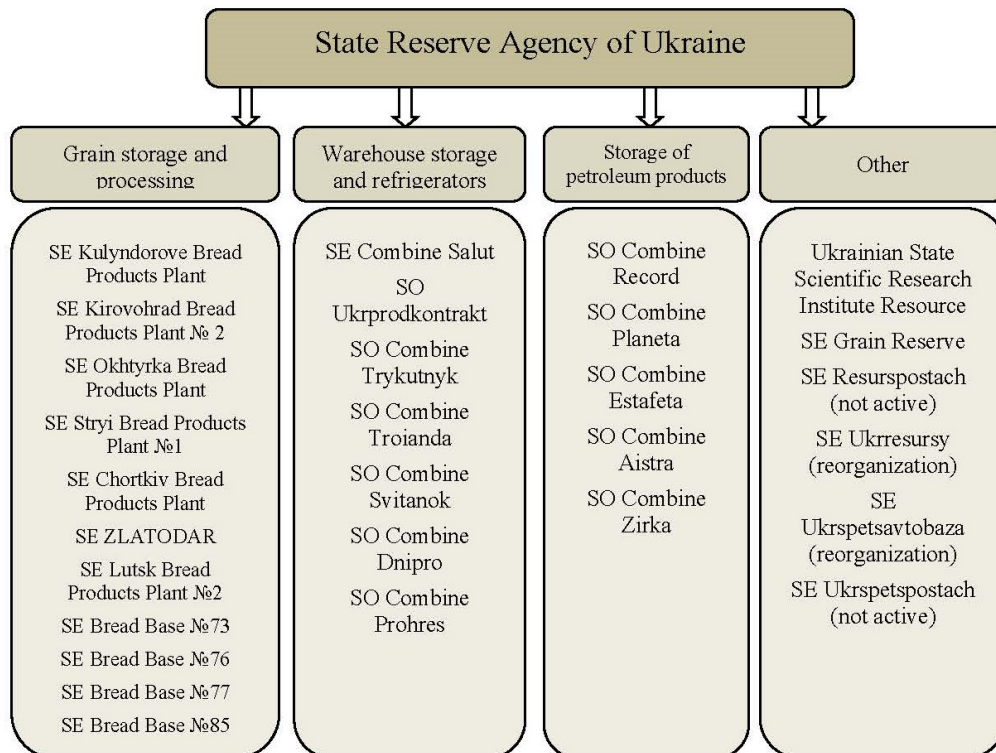 State Reserve Agency of Ukraine
Grain storage and
processing
SE Kulyndorove Bread
Products Plant
SE Kirovohrad Bread
Products Plant № 2
SE Okhtyrka Bread
Products Plant
SE Stryi Bread Products
Plant №1
SE Chortkiv Bread
Products Plant
SE ZLATODAR
SE Lutsk Bread
Products Plant №2
SE Bread Base №73
SE Bread Base №76
SE Bread Base №77
SE Bread Base №85
Warehouse storage
and refrigerators
SE Combine Salut
SO
Ukrprodkontrakt
SO Combine
Trykutnyk
SO Combine
Troianda
SO Combine
Svitanok
SO Combine
Dnipro
SO Combine
Prohres
Storage of
petroleum products
SO Combine
Record
SO Combine
Planeta
SO Combine
Estafeta
SO Combine
Aistra
SO Combine
Zirka
Other
Ukrainian State
Scientific Research
Institute Resource
SE Grain Reserve
SE Resurspostach
(not active)
SE Ukrresursy
(reorganization)
SE
Ukrspetsavtobaza
(reorganization)
SE Ukrspetspostach
(not active)